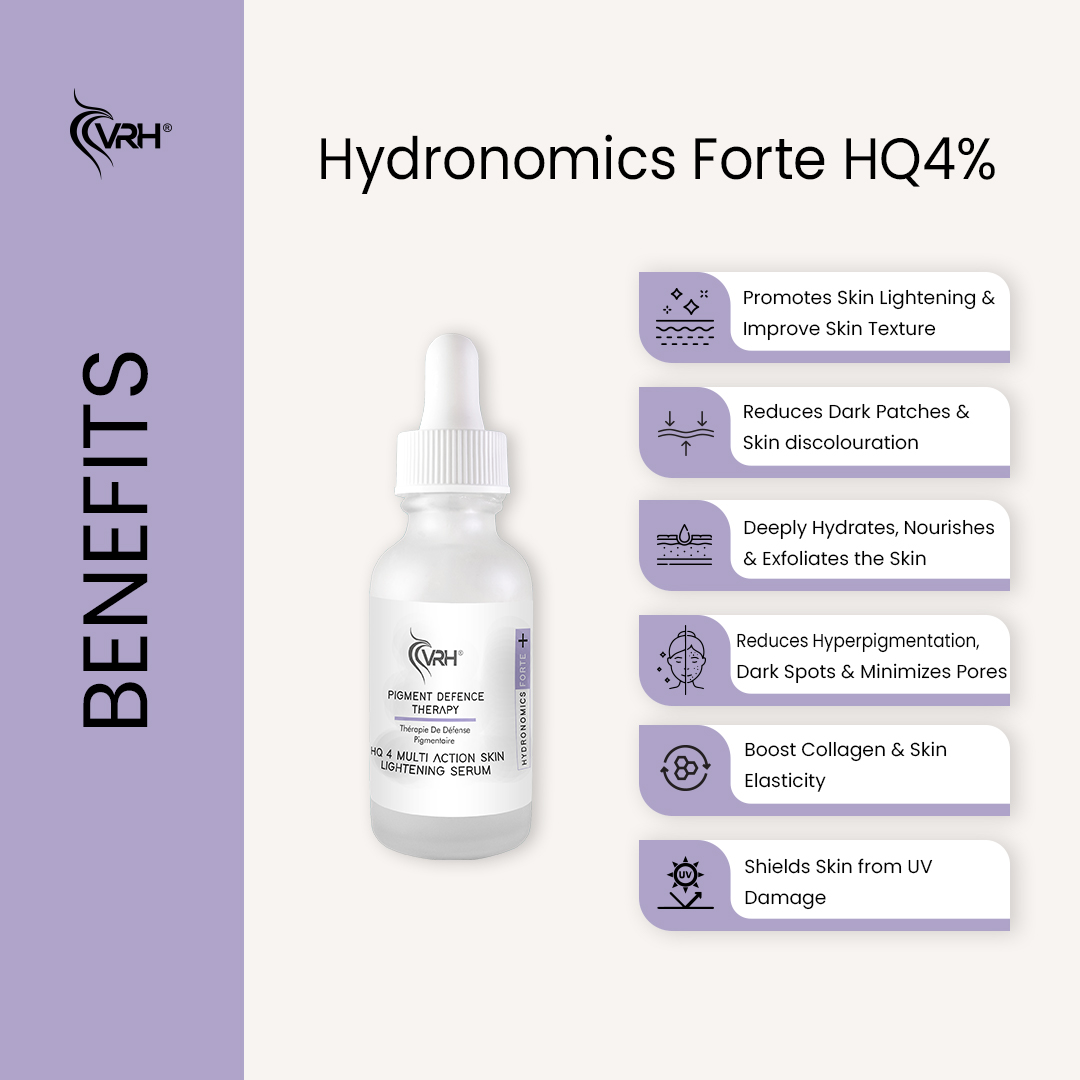 VRH®
BENEFITS
Hydronomics Forte HQ4%
VRH®
PIGMENT DEFENCE
THERAPY
Thérapie De Défense
Pigmentaire
HQ 4 MULTI ACTION SKIN
LIGHTENING SERUM
HYDRONOMICS FORTE +
Promotes Skin Lightening &
Improve Skin Texture
Reduces Dark Patches &
Skin discolouration
Deeply Hydrates, Nourishes
& Exfoliates the Skin
Reduces Hyperpigmentation,
Dark Spots & Minimizes Pores
Boost Collagen & Skin
Elasticity
UV
Shields Skin from UV
Damage